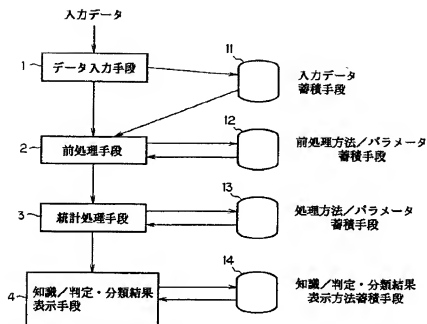 入力データ
1
データ入力手段
11
入力データ
蓄積手段
2
前処理手段
12
前処理方法／パラメータ
蓄積手段
3
統計処理手段
13
処理方法／パラメータ
蓄積手段
4
知識／判定・分類結果
表示手段
14
知識／判定・分類結果
表示方法蓄積手段